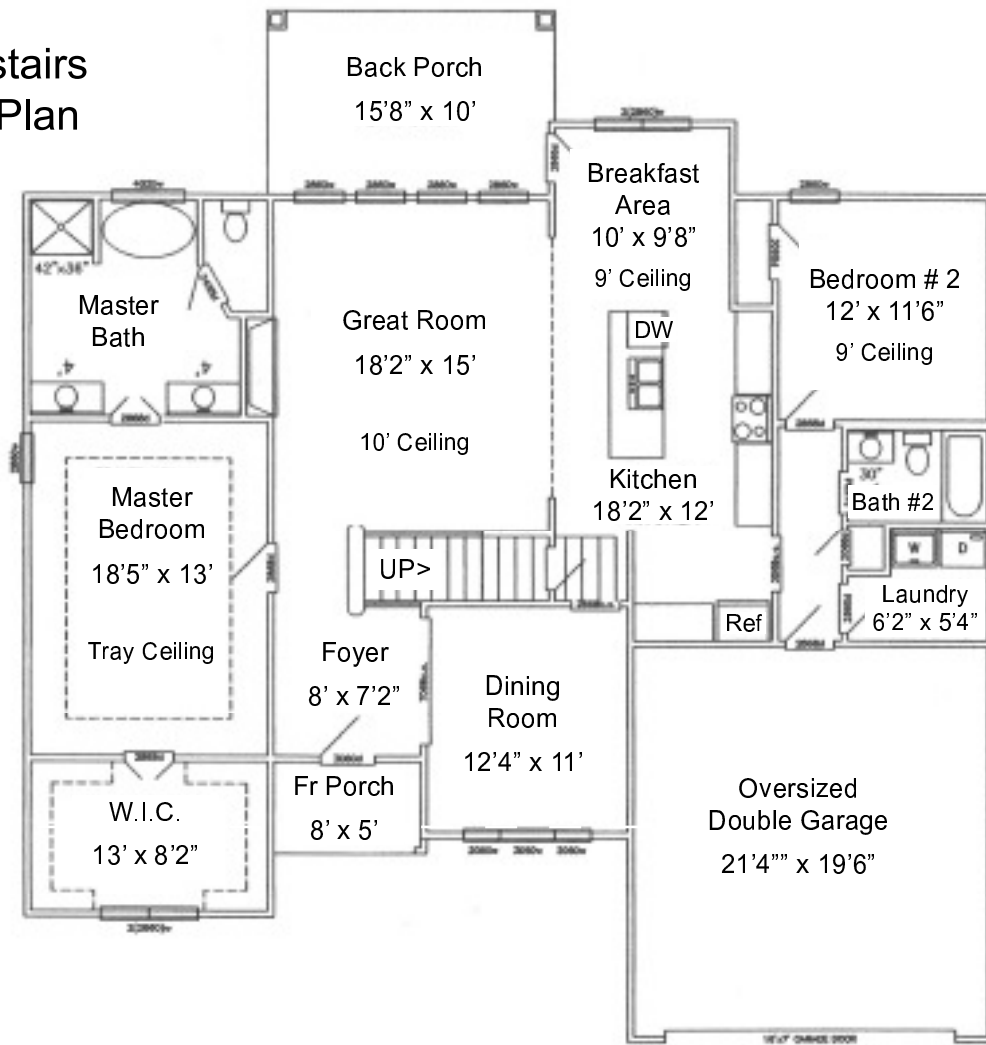 stairs
Plan
Back Porch
15’8” x 10’
Breakfast
Area
10’ x 9’8”
9’ Ceiling
42"x36"
Master
Bath
Great Room
18’2” x 15’
10’ Ceiling
DW
Bedroom # 2
12’ x 11’6”
9’ Ceiling
4'
4'
Kitchen
18’2” x 12’
30"
Bath #2
Master
Bedroom
18’5” x 13’
Tray Ceiling
UP>
W
D
Laundry
6’2” x 5’4”
Ref
Foyer
8’ x 7’2”
Dining
Room
12’4” x 11’
Fr Porch
8’ x 5’
W.I.C.
13’ x 8’2”
Oversized
Double Garage
21’4”” x 19’6”